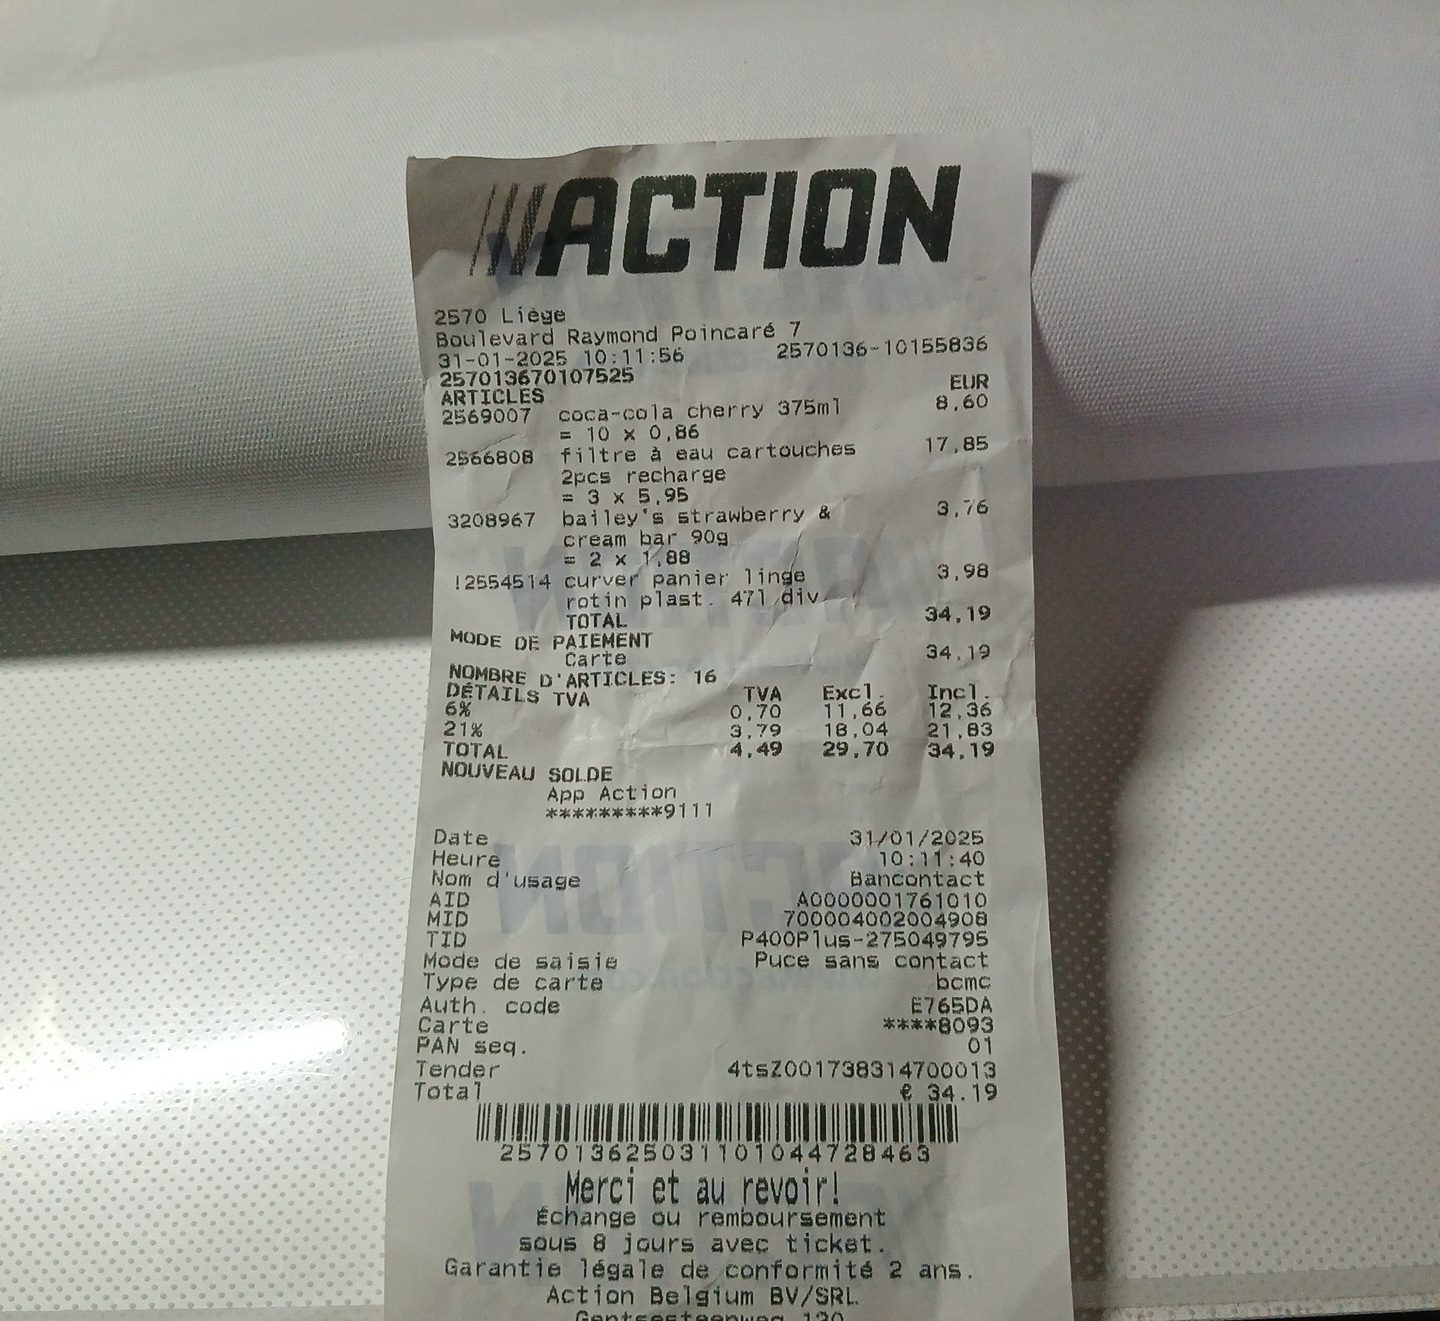 ACTION
2570 Liège
Boulevard Raymond Poincaré 7
31-01-2025 10:11:56 2570136-10155836
257013670107525
ARTICLES EUR
2569007 coca-cola cherry 375ml 8,60
= 10 x 0,86
2566808 filtre à eau cartouches 17,85
2pcs recharge
= 3 x 5,95
3208967 bailey's strawberry & 3,76
cream bar 90g
= 2 x 1,88
!2554514 curver panier linge 3,98
rotin plast. 47l div
TOTAL 34,19
MODE DE PAIEMENT
Carte 34,19
NOMBRE D'ARTICLES: 16
DÉTAILS TVA TVA Excl. Incl.
6% 0,70 11,66 12,36
21% 3,79 18,04 21,83
TOTAL 4,49 29,70 34,19
NOUVEAU SOLDE
App Action
*********9111
Date 31/01/2025
Heure 10:11:40
Nom d'usage Bancontact
AID A0000001761010
MID 700004002004908
TID P400Plus-275049795
Mode de saisie Puce sans contact
Type de carte bcmc
Auth. code E765DA
Carte ****8093
PAN seq. 01
Tender 4tsZ001738314700013
Total € 34.19
257013625031101044728463
Merci et au revoir!
Échange ou remboursement
sous 8 jours avec ticket.
Garantie légale de conformité 2 ans.
Action Belgium BV/SRL
Gentsesteenweg 130